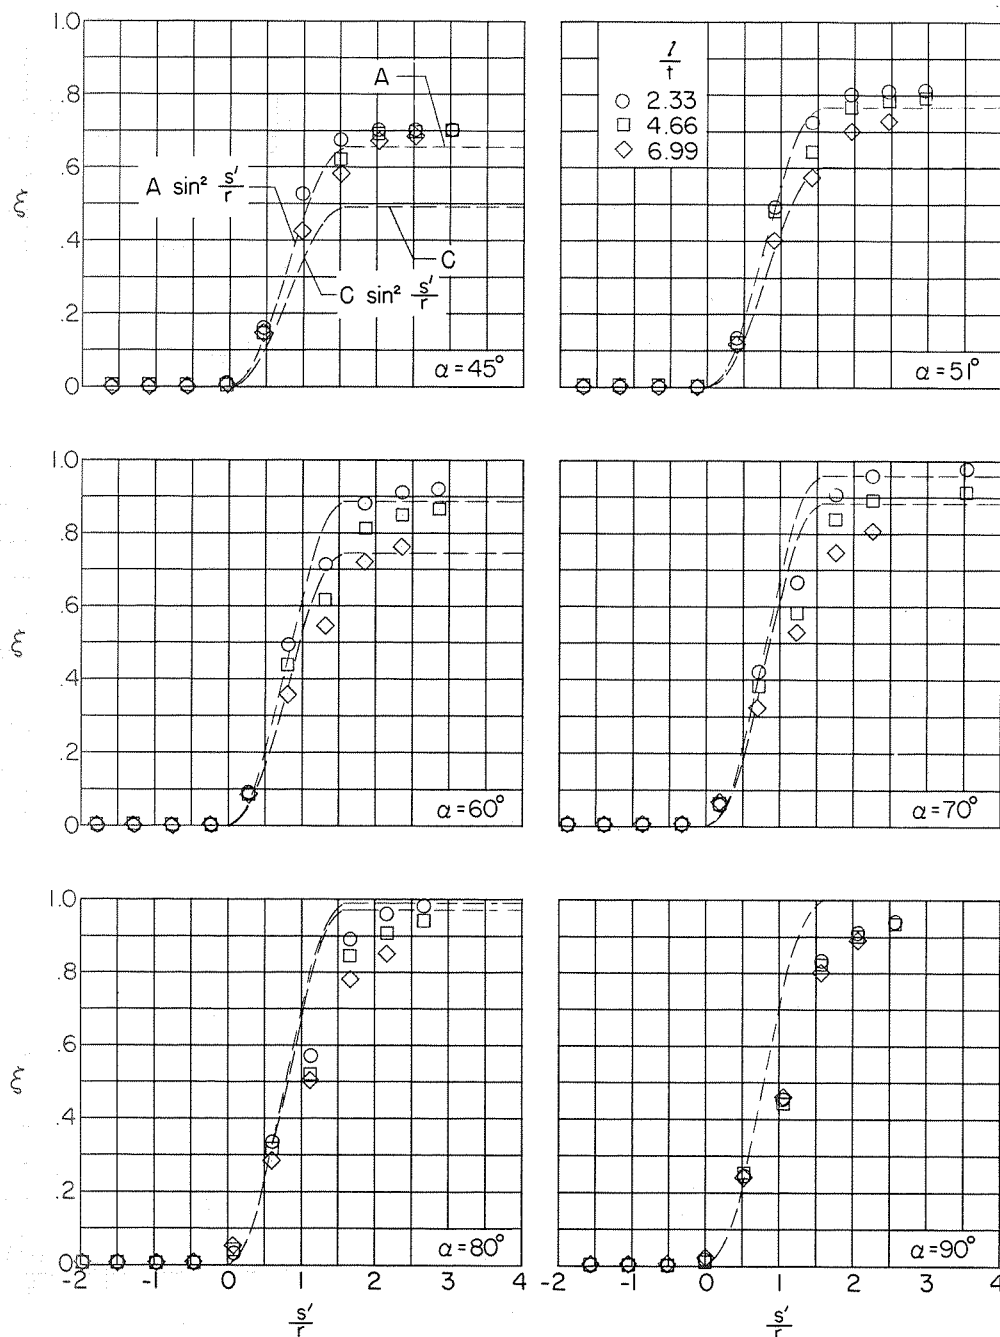 1.0
.8
.6
.4
.2
0
ξ
A
A sin² s′/r
C
C sin² s′/r
α = 45°
l/t
○ 2.33
□ 4.66
◇ 6.99
α = 51°
1.0
.8
.6
.4
.2
0
ξ
α = 60°
α = 70°
1.0
.8
.6
.4
.2
0
ξ
α = 80°
α = 90°
-2 -1 0 1 2 3 4
-2 -1 0 1 2 3 4
s′/r
s′/r